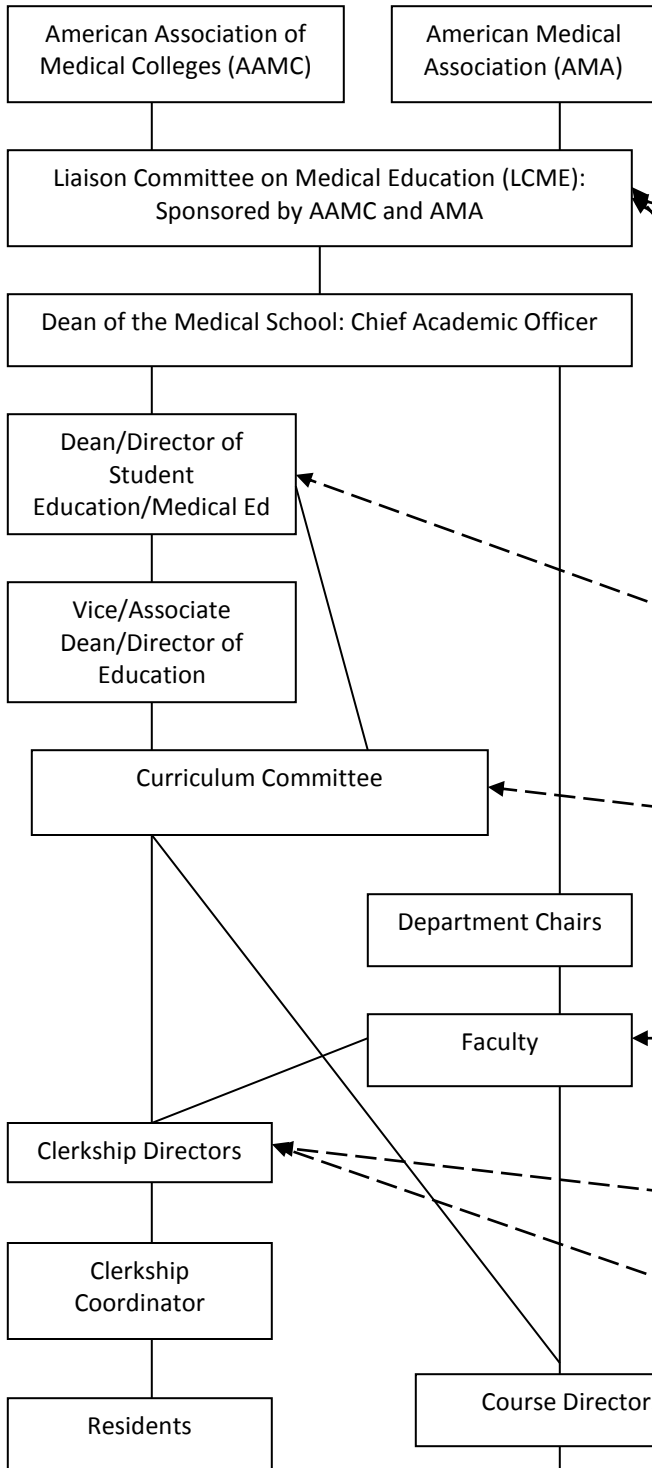 American Association of
Medical Colleges (AAMC)
American Medical
Association (AMA)
Liaison Committee on Medical Education (LCME):
Sponsored by AAMC and AMA
Dean of the Medical School: Chief Academic Officer
Dean/Director of
Student
Education/Medical Ed
Vice/Associate
Dean/Director of
Education
Curriculum Committee
Department Chairs
Faculty
Clerkship Directors
Clerkship
Coordinator
Residents
Course Director